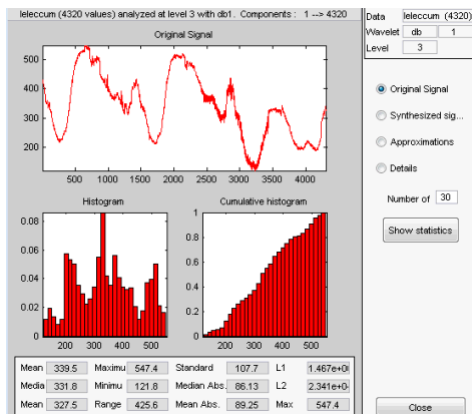 leleccum (4320 values) analyzed at level 3 with db1. Components : 1 --> 4320
Original Signal
500
400
300
200
500 1000 1500 2000 2500 3000 3500 4000
Histogram
0.08
0.06
0.04
0.02
0
200 300 400 500
Cumulative histogram
1
0.8
0.6
0.4
0.2
0
200 300 400 500
Mean 339.5 Maximu 547.4 Standard 107.7 L1 1.467e+0
Media 331.8 Minimu 121.8 Median Abs. 86.13 L2 2.341e+0
Mean 327.5 Range 425.6 Mean Abs. 89.25 Max 547.4
Data leleccum (4320)
Wavelet db 1
Level 3
Original Signal
Synthesized sig...
Approximations
Details
Number of 30
Show statistics
Close